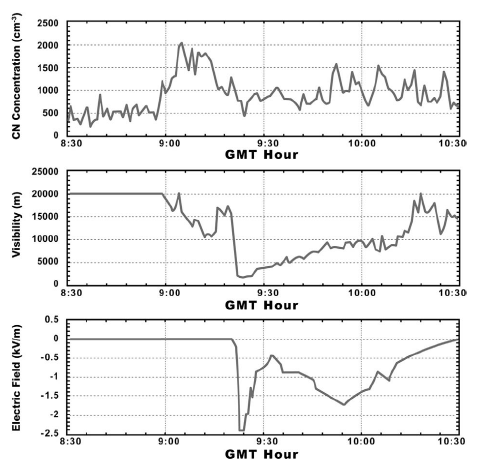 CN Concentration (cm⁻³)
2500
2000
1500
1000
500
0
8:30 9:00 9:30 10:00 10:30
GMT Hour
Visibility (m)
25000
20000
15000
10000
5000
0
8:30 9:00 9:30 10:00 10:30
GMT Hour
Electric Field (kV/m)
0.5
0
-0.5
-1
-1.5
-2
-2.5
8:30 9:00 9:30 10:00 10:30
GMT Hour